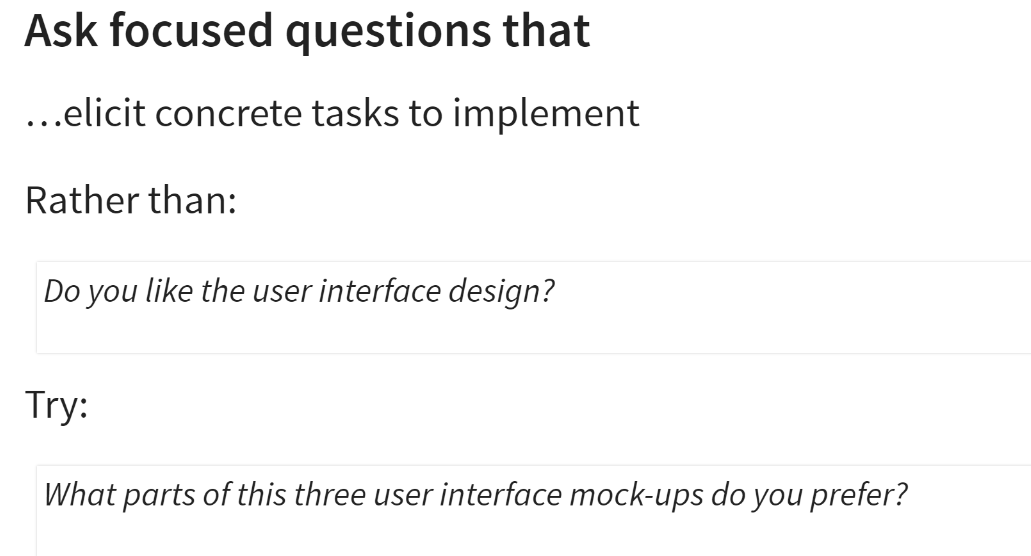 Ask focused questions that
…elicit concrete tasks to implement
Rather than:
Do you like the user interface design?
Try:
What parts of this three user interface mock-ups do you prefer?